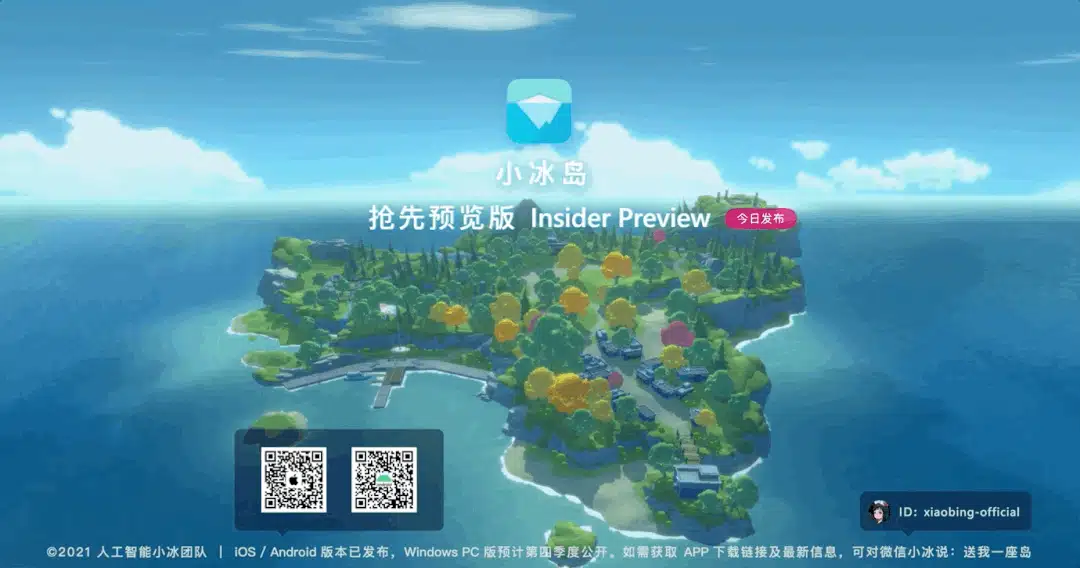 小冰岛
抢先预览版 Insider Preview 今日发布
ID: xiaobing-official
©2021 人工智能小冰团队 | iOS / Android 版本已发布，Windows PC 版预计第四季度公开。如需获取 APP 下载链接及最新信息，可对微信小冰说：送我一座岛